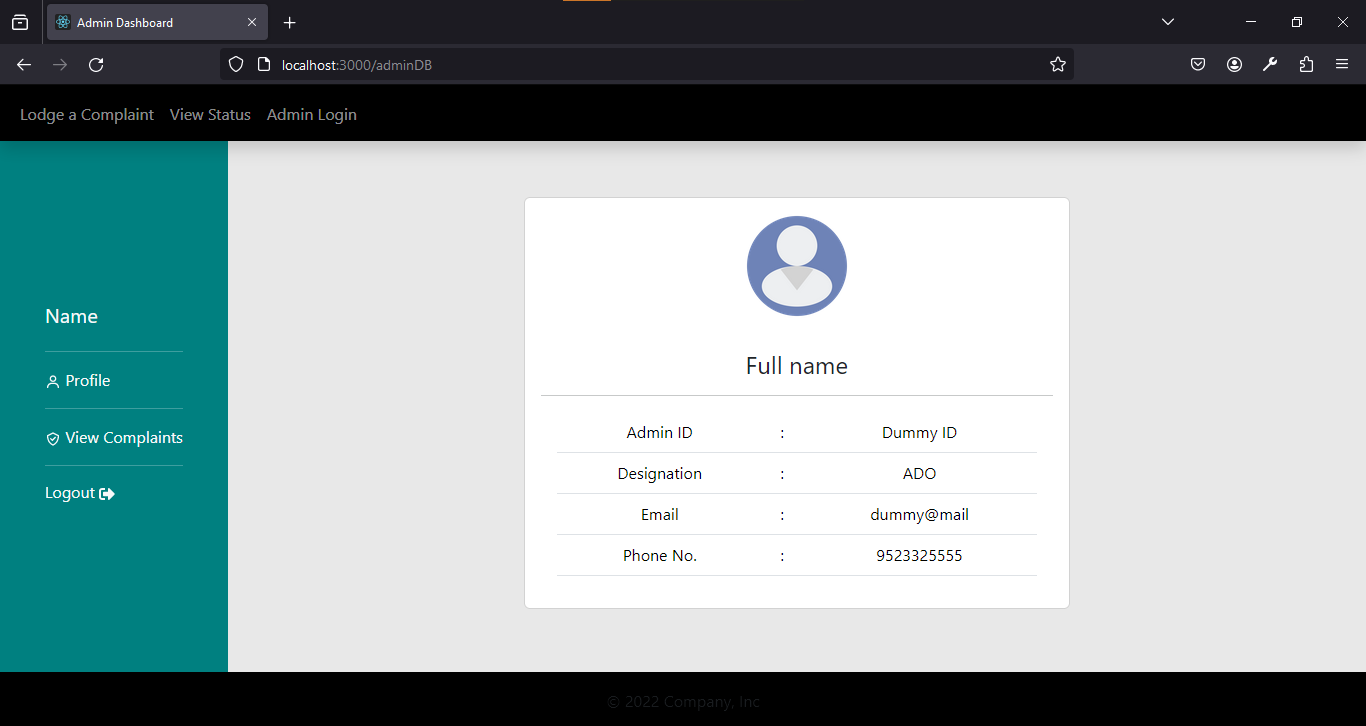 Admin Dashboard
localhost:3000/adminDB
Lodge a Complaint View Status Admin Login
Name
Profile
View Complaints
Logout
Full name
Admin ID : Dummy ID
Designation : ADO
Email : dummy@mail
Phone No. : 9523325555
© 2022 Company, Inc